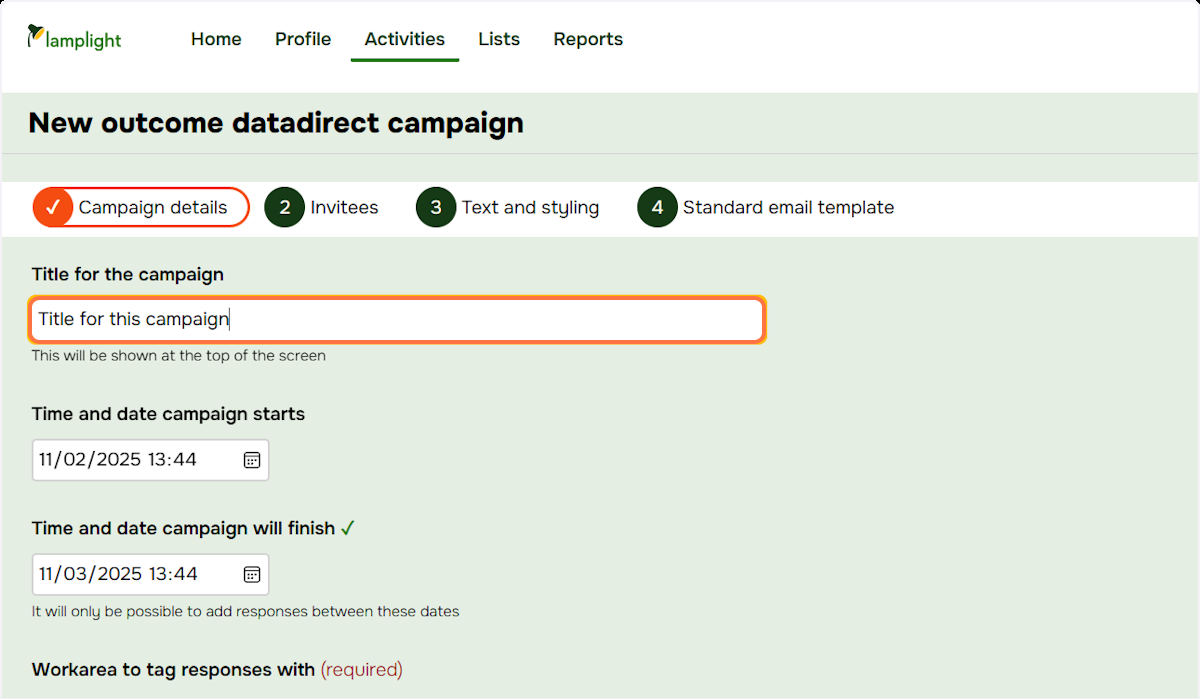 lamplight Home Profile Activities Lists Reports
New outcome datadirect campaign
Campaign details 2 Invitees 3 Text and styling 4 Standard email template
Title for the campaign
Title for this campaign
This will be shown at the top of the screen
Time and date campaign starts
11/02/2025 13:44
Time and date campaign will finish ✓
11/03/2025 13:44
It will only be possible to add responses between these dates
Workarea to tag responses with (required)